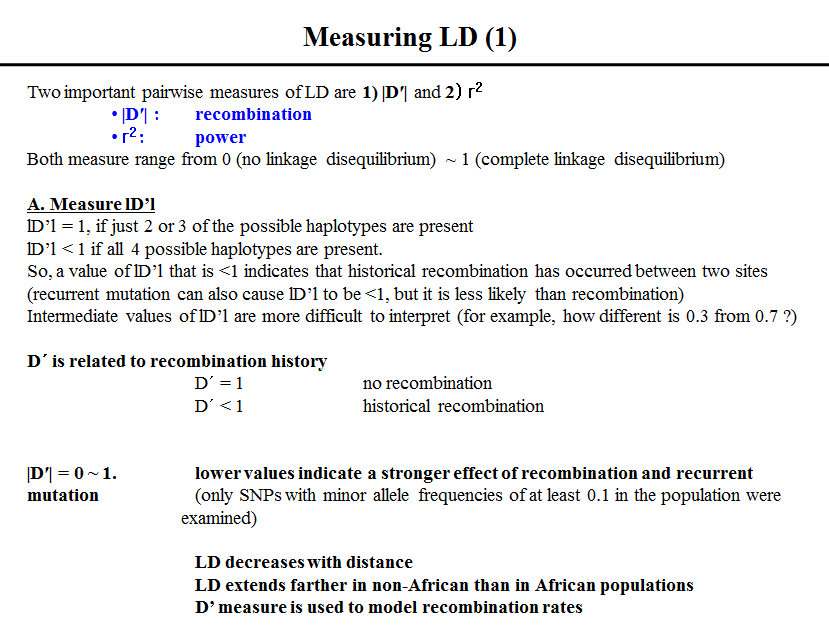 Measuring LD (1)
Two important pairwise measures of LD are 1) |D'| and 2) r²
• |D'| : recombination
• r²: power
Both measure range from 0 (no linkage disequilibrium) ~ 1 (complete linkage disequilibrium)
A. Measure lD'l
lD'l = 1, if just 2 or 3 of the possible haplotypes are present
lD'l < 1 if all 4 possible haplotypes are present.
So, a value of lD'l that is <1 indicates that historical recombination has occurred between two sites
(recurrent mutation can also cause lD'l to be <1, but it is less likely than recombination)
Intermediate values of lD'l are more difficult to interpret (for example, how different is 0.3 from 0.7 ?)
D´ is related to recombination history
D´ = 1 no recombination
D´ < 1 historical recombination
|D'| = 0 ~ 1. lower values indicate a stronger effect of recombination and recurrent
mutation (only SNPs with minor allele frequencies of at least 0.1 in the population were
examined)
LD decreases with distance
LD extends farther in non-African than in African populations
D' measure is used to model recombination rates